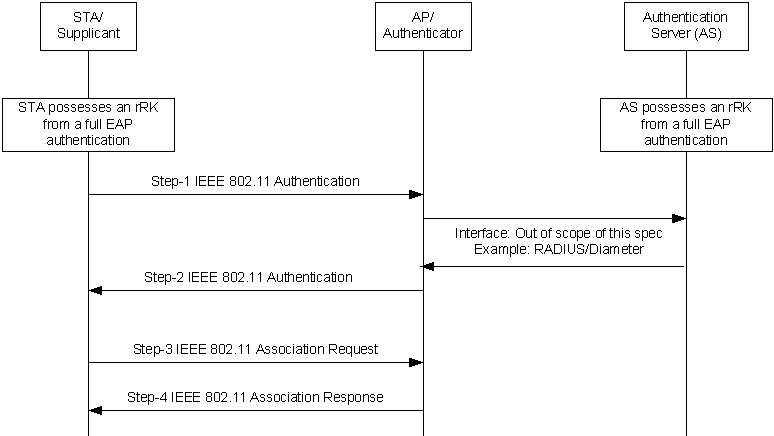 STA/
Supplicant
AP/
Authenticator
Authentication
Server (AS)
STA possesses an rRK
from a full EAP
authentication
AS possesses an rRK
from a full EAP
authentication
Step-1 IEEE 802.11 Authentication
Interface: Out of scope of this spec
Example: RADIUS/Diameter
Step-2 IEEE 802.11 Authentication
Step-3 IEEE 802.11 Association Request
Step-4 IEEE 802.11 Association Response